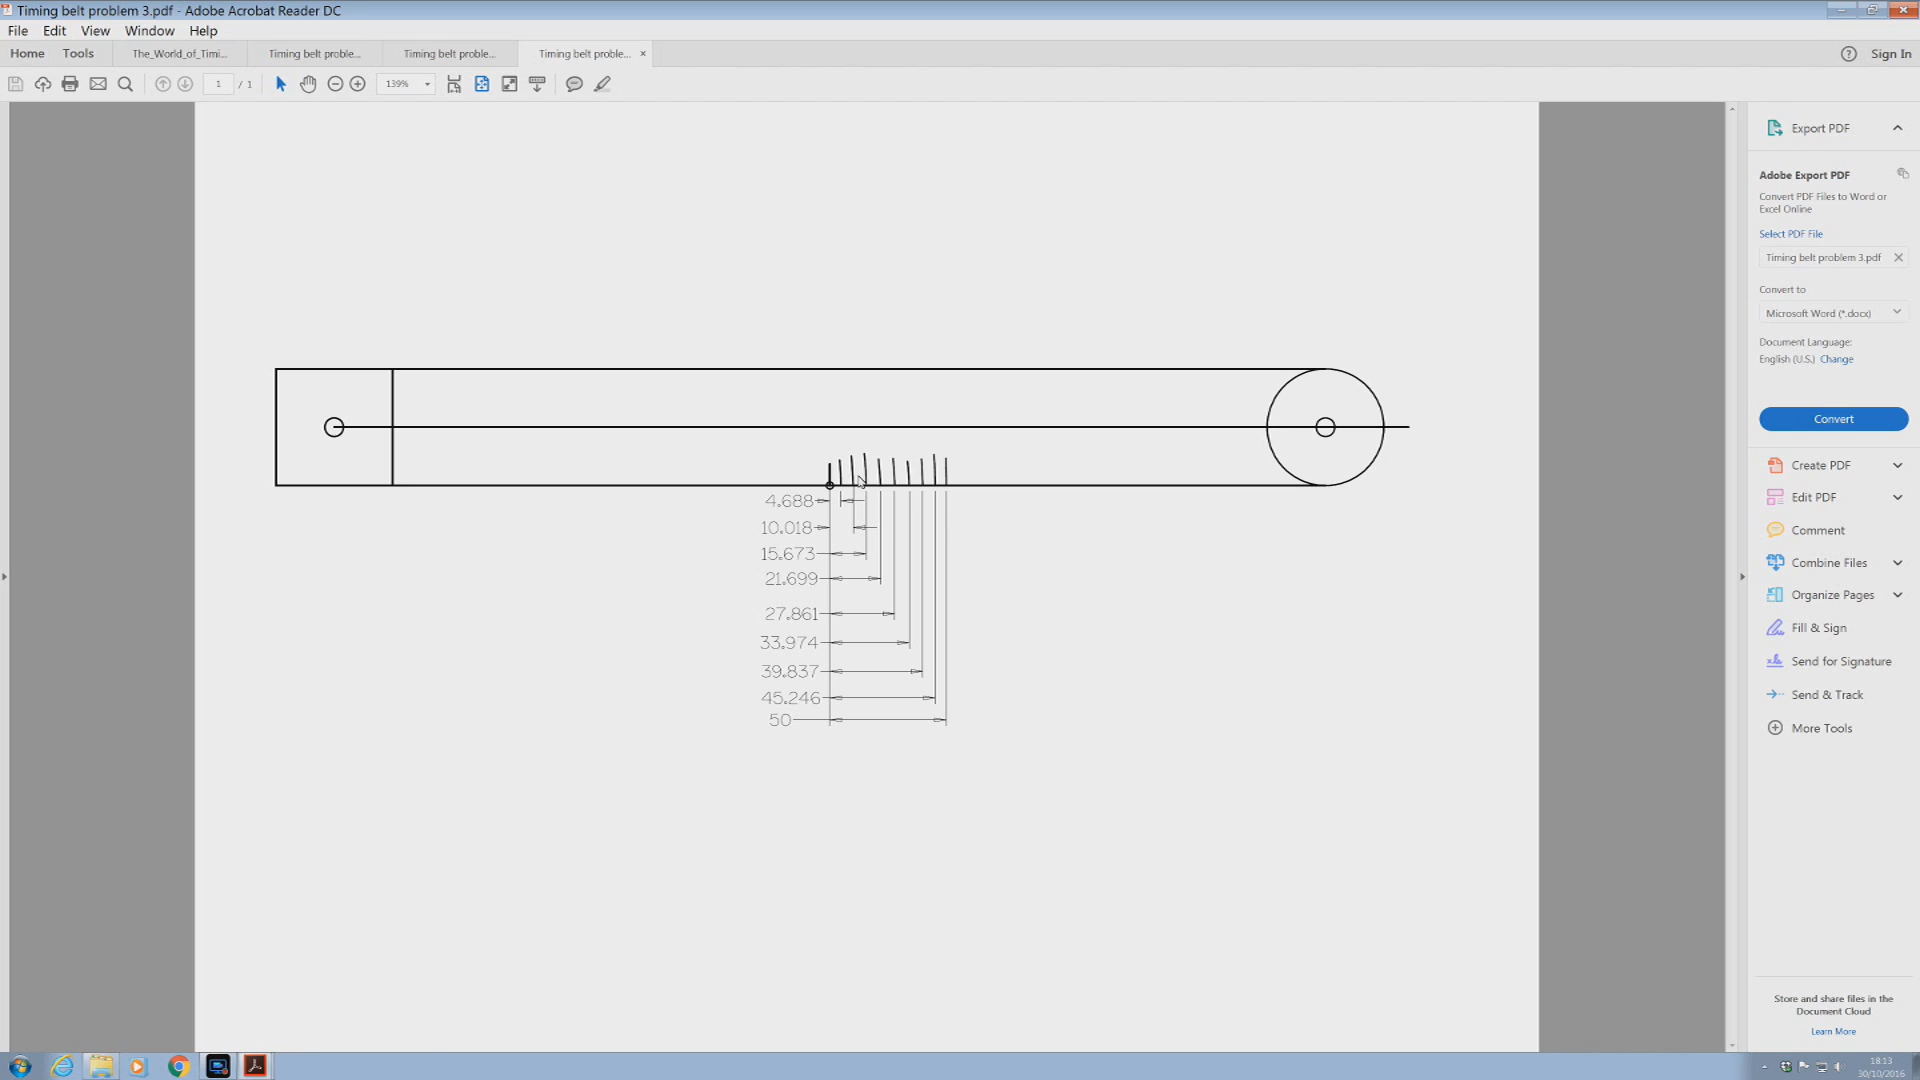 Timing belt problem 3.pdf - Adobe Acrobat Reader DC
File Edit View Window Help
Home Tools The_World_of_Timi... Timing belt proble... Timing belt proble... Timing belt proble... × Sign In
1 / 1 139%
4.688
10.018
15.673
21.699
27.861
33.974
39.837
45.246
50
Export PDF
Adobe Export PDF
Convert PDF Files to Word or
Excel Online
Select PDF File
Timing belt problem 3.pdf
Convert to
Microsoft Word (*.docx)
Document Language:
English (U.S.) Change
Convert
Create PDF
Edit PDF
Comment
Combine Files
Organize Pages
Fill & Sign
Send for Signature
Send & Track
More Tools
Store and share files in the
Document Cloud
Learn More
18:13
30/10/2016